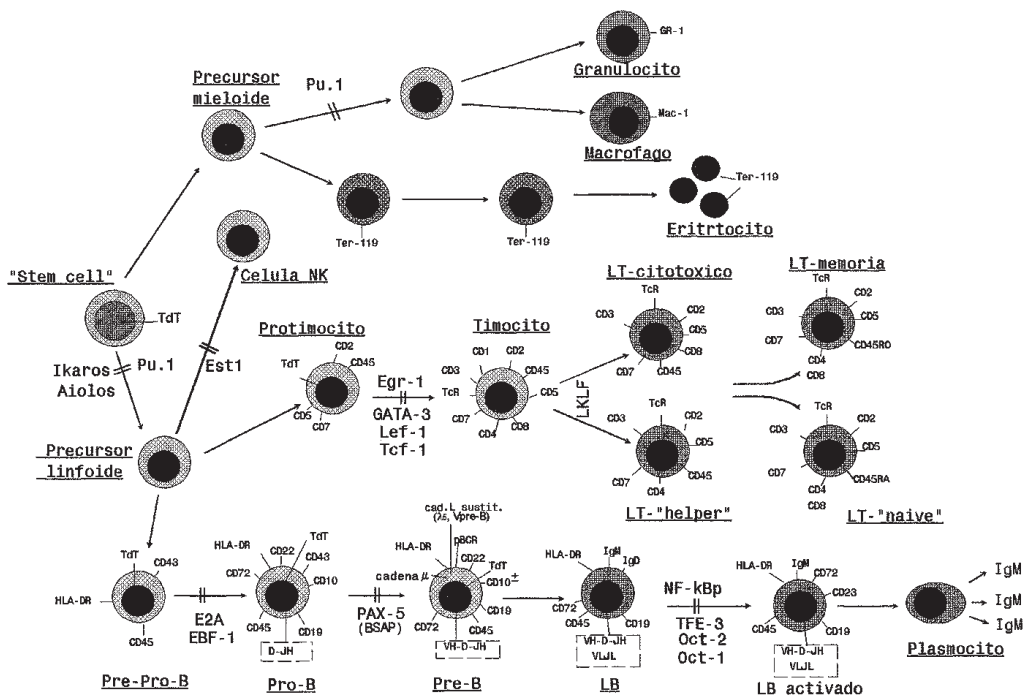 GR-1
Granulocito
Precursor
mieloide
Pu.1
Mac-1
Macrofago
Ter-119
Ter-119
Ter-119
Eritrtocito
"Stem cell"
TdT
Celula NK
Ikaros
Aiolos
Pu.1
Est1
Precursor
linfoide
Protimocito
TdT
CD2
CD45
CD5
CD7
Egr-1
GATA-3
Lef-1
Tcf-1
Timocito
CD1
CD2
CD3
CD45
TcR
CD5
CD7
CD4
CD8
LKLF
LT-citotoxico
TcR
CD3
CD2
CD5
CD8
CD7
CD45
LT-memoria
TcR
CD2
CD3
CD5
CD7
CD45RO
CD4
CD8
TcR
CD3
CD2
CD5
CD7
CD45
CD4
LT-"helper"
TcR
CD2
CD3
CD5
CD7
CD45RA
CD4
CD8
LT-"naive"
TdT
CD43
HLA-DR
CD45
Pre-Pro-B
E2A
EBF-1
HLA-DR
CD22
TdT
CD43
CD72
CD10
CD45
CD19
D-JH
Pro-B
PAX-5
(BSAP)
cad.L sustit.
(λ5, Vpre-B)
HLA-DR
pBCR
CD22
TdT
cadena μ
CD10 ±
CD19
CD72
CD45
VH-D-JH
Pre-B
HLA-DR
IgM
IgD
CD72
CD45
CD19
VH-D-JH
VLJL
LB
NF-kBp
TFE-3
Oct-2
Oct-1
HLA-DR
IgM
CD72
CD23
CD45
CD19
VH-D-JH
VLJL
LB activado
Plasmocito
IgM
IgM
IgM